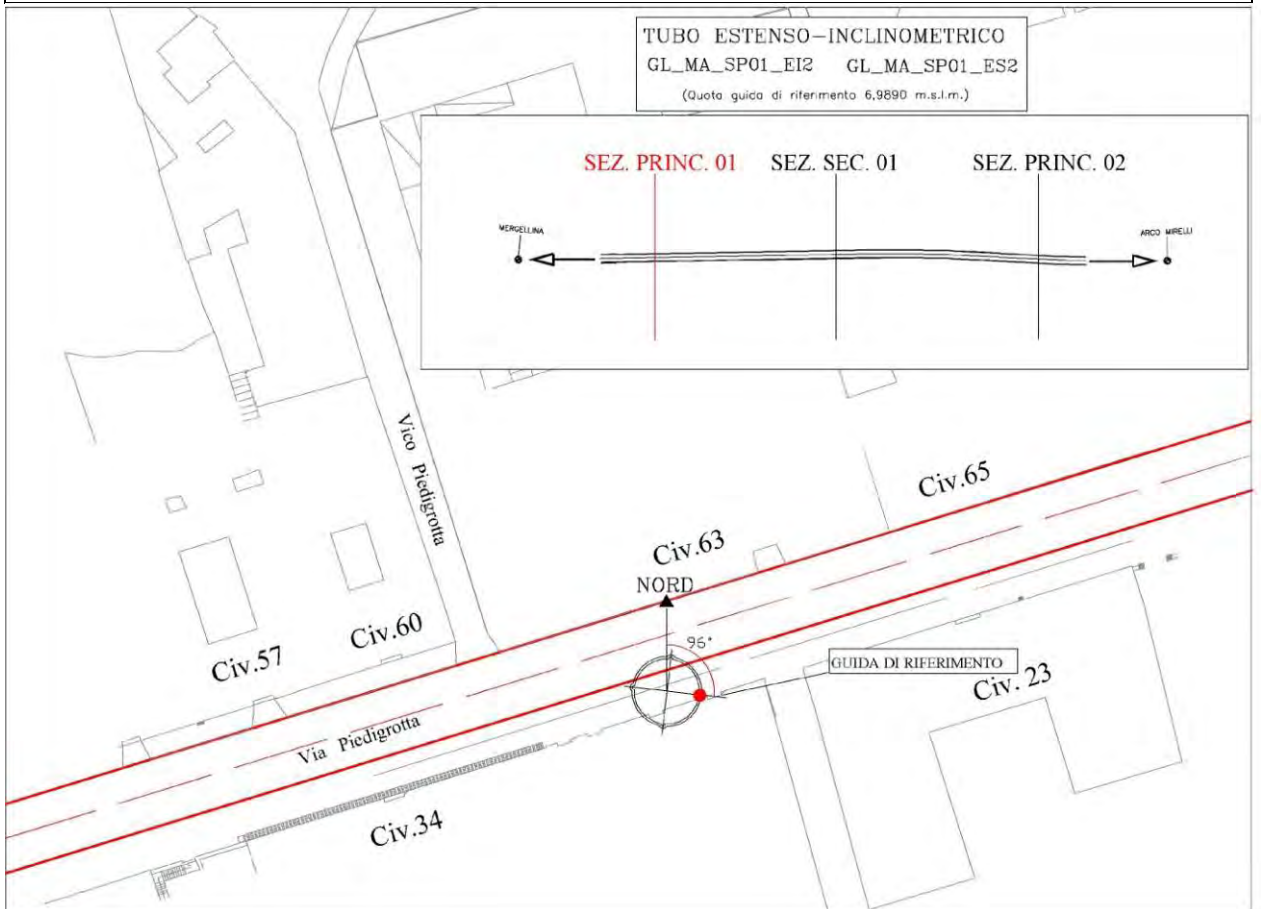 TUBO ESTENSO-INCLINOMETRICO
GL_MA_SP01_EI2 GL_MA_SP01_ES2
(Quota guida di riferimento 6,9890 m.s.l.m.)
SEZ. PRINC. 01 SEZ. SEC. 01 SEZ. PRINC. 02
MERGELLINA
ARCO MIRELLI
Vico Piedigrotta
Civ.65
Civ.63
NORD
96°
Civ.60
Civ.57
GUIDA DI RIFERIMENTO
Civ. 23
Via Piedigrotta
Civ.34